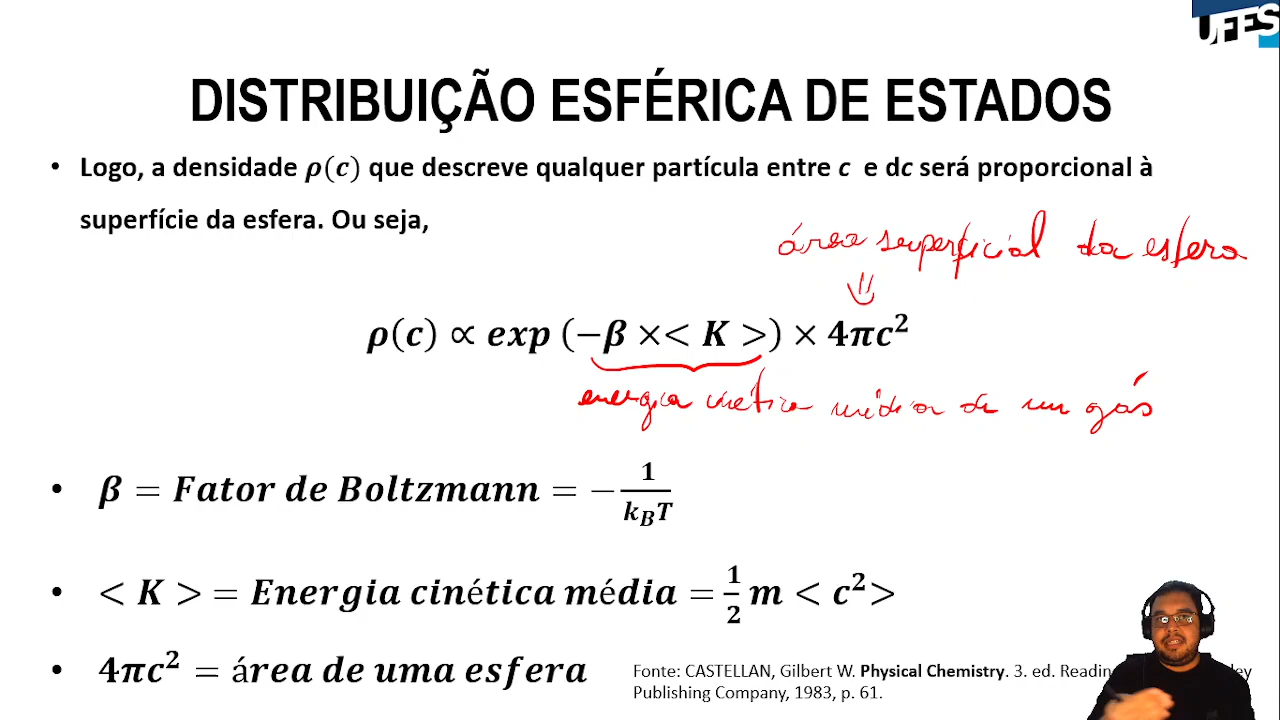 UFES
DISTRIBUIÇÃO ESFÉRICA DE ESTADOS
• Logo, a densidade ρ(c) que descreve qualquer partícula entre c e dc será proporcional à
superfície da esfera. Ou seja,
área superficial da esfera
⇓
ρ(c) ∝ exp (−β ×< K >) × 4πc²
energia cinética média de um gás
• β = Fator de Boltzmann = − 1/(k_B T)
• < K > = Energia cinética média = 1/2 m < c² >
• 4πc² = área de uma esfera
Fonte: CASTELLAN, Gilbert W. Physical Chemistry. 3. ed.
Publishing Company, 1983, p. 61.